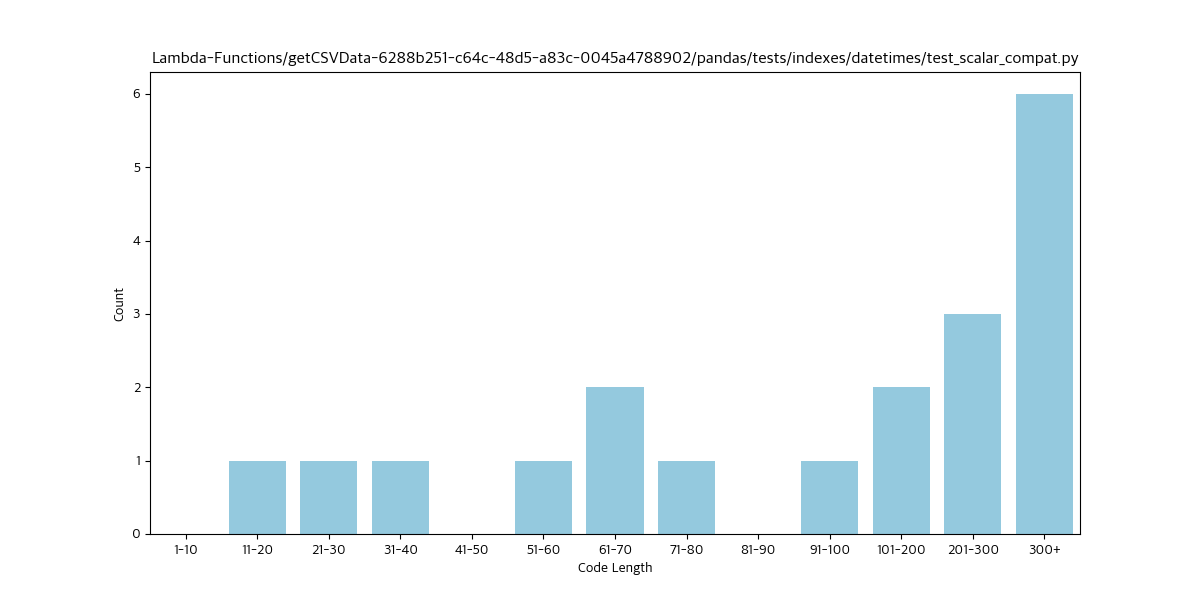 Lambda-Functions/getCSVData-6288b251-c64c-48d5-a83c-0045a4788902/pandas/tests/indexes/datetimes/test_scalar_compat.py
6
5
4
3
2
1
0
Count
1-10 11-20 21-30 31-40 41-50 51-60 61-70 71-80 81-90 91-100 101-200 201-300 300+
Code Length